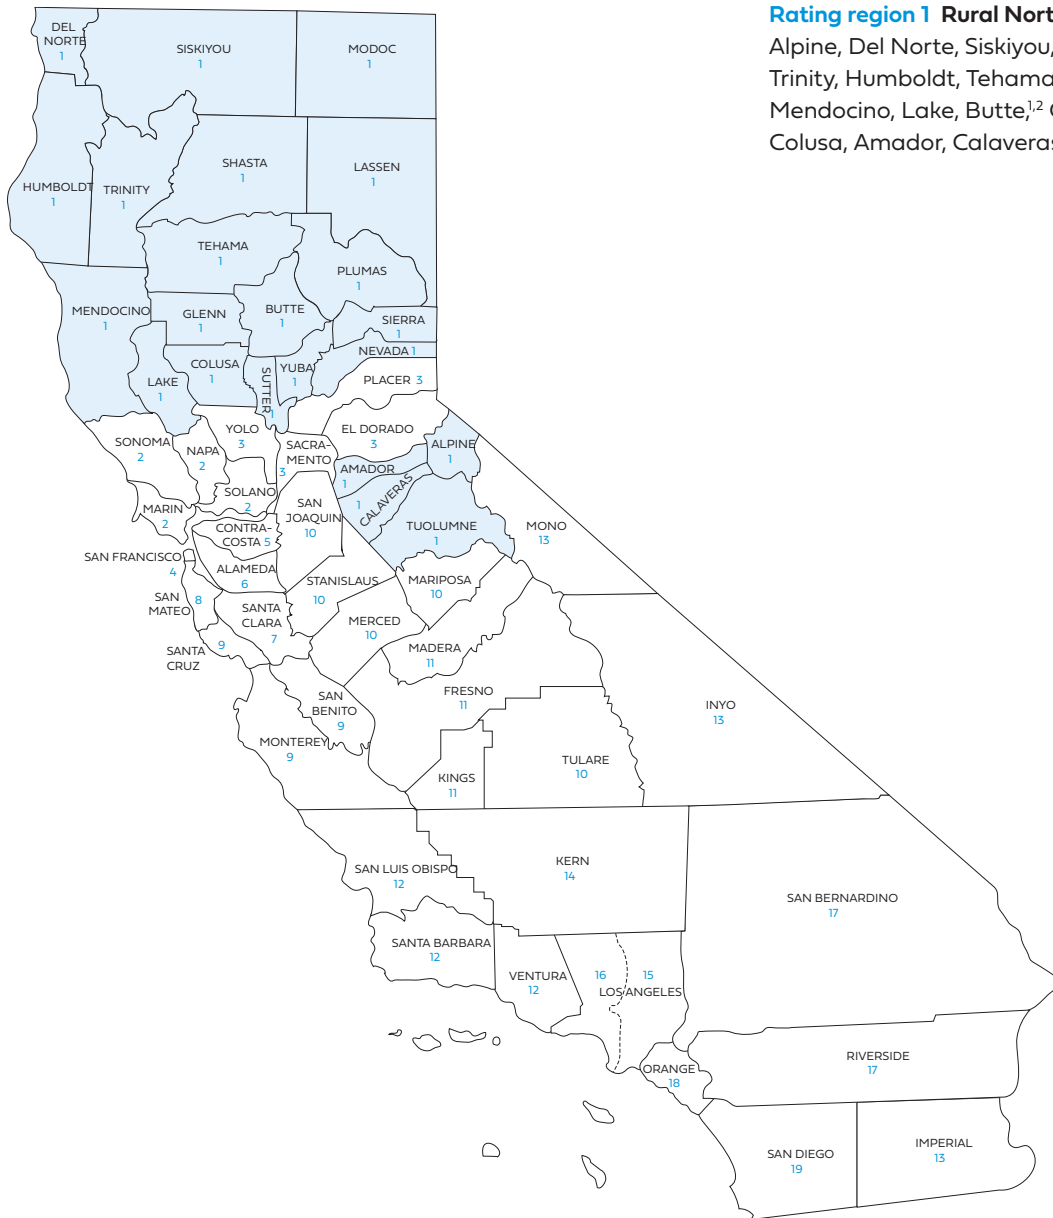 Rating region 1 Rural Nort
Alpine, Del Norte, Siskiyou,
Trinity, Humboldt, Tehama
Mendocino, Lake, Butte,1,2
Colusa, Amador, Calaveras
DEL
NORTE
1
SISKIYOU
1
MODOC
1
HUMBOLDT
1
TRINITY
1
SHASTA
1
LASSEN
1
TEHAMA
1
PLUMAS
1
MENDOCINO
1
GLENN
1
BUTTE
1
SIERRA
1
NEVADA 1
COLUSA
1
SUTTER
1
YUBA
1
LAKE
1
PLACER 3
SONOMA
2
NAPA
2
YOLO
3
SACRA-
MENTO
3
EL DORADO
3
ALPINE
1
AMADOR
1
CALAVERAS
1
SOLANO
2
MARIN
2
SAN
JOAQUIN
10
TUOLUMNE
1
MONO
13
CONTRA-
COSTA 5
SAN FRANCISCO
4
ALAMEDA
6
STANISLAUS
10
MARIPOSA
10
SAN
MATEO
8
SANTA
CLARA
7
MERCED
10
SANTA
CRUZ
9
MADERA
11
SAN
BENITO
9
FRESNO
11
INYO
13
MONTEREY
9
KINGS
11
TULARE
10
SAN LUIS OBISPO
12
KERN
14
SAN BERNARDINO
17
SANTA BARBARA
12
VENTURA
12
16
15
LOS ANGELES
RIVERSIDE
17
ORANGE
18
SAN DIEGO
19
IMPERIAL
13